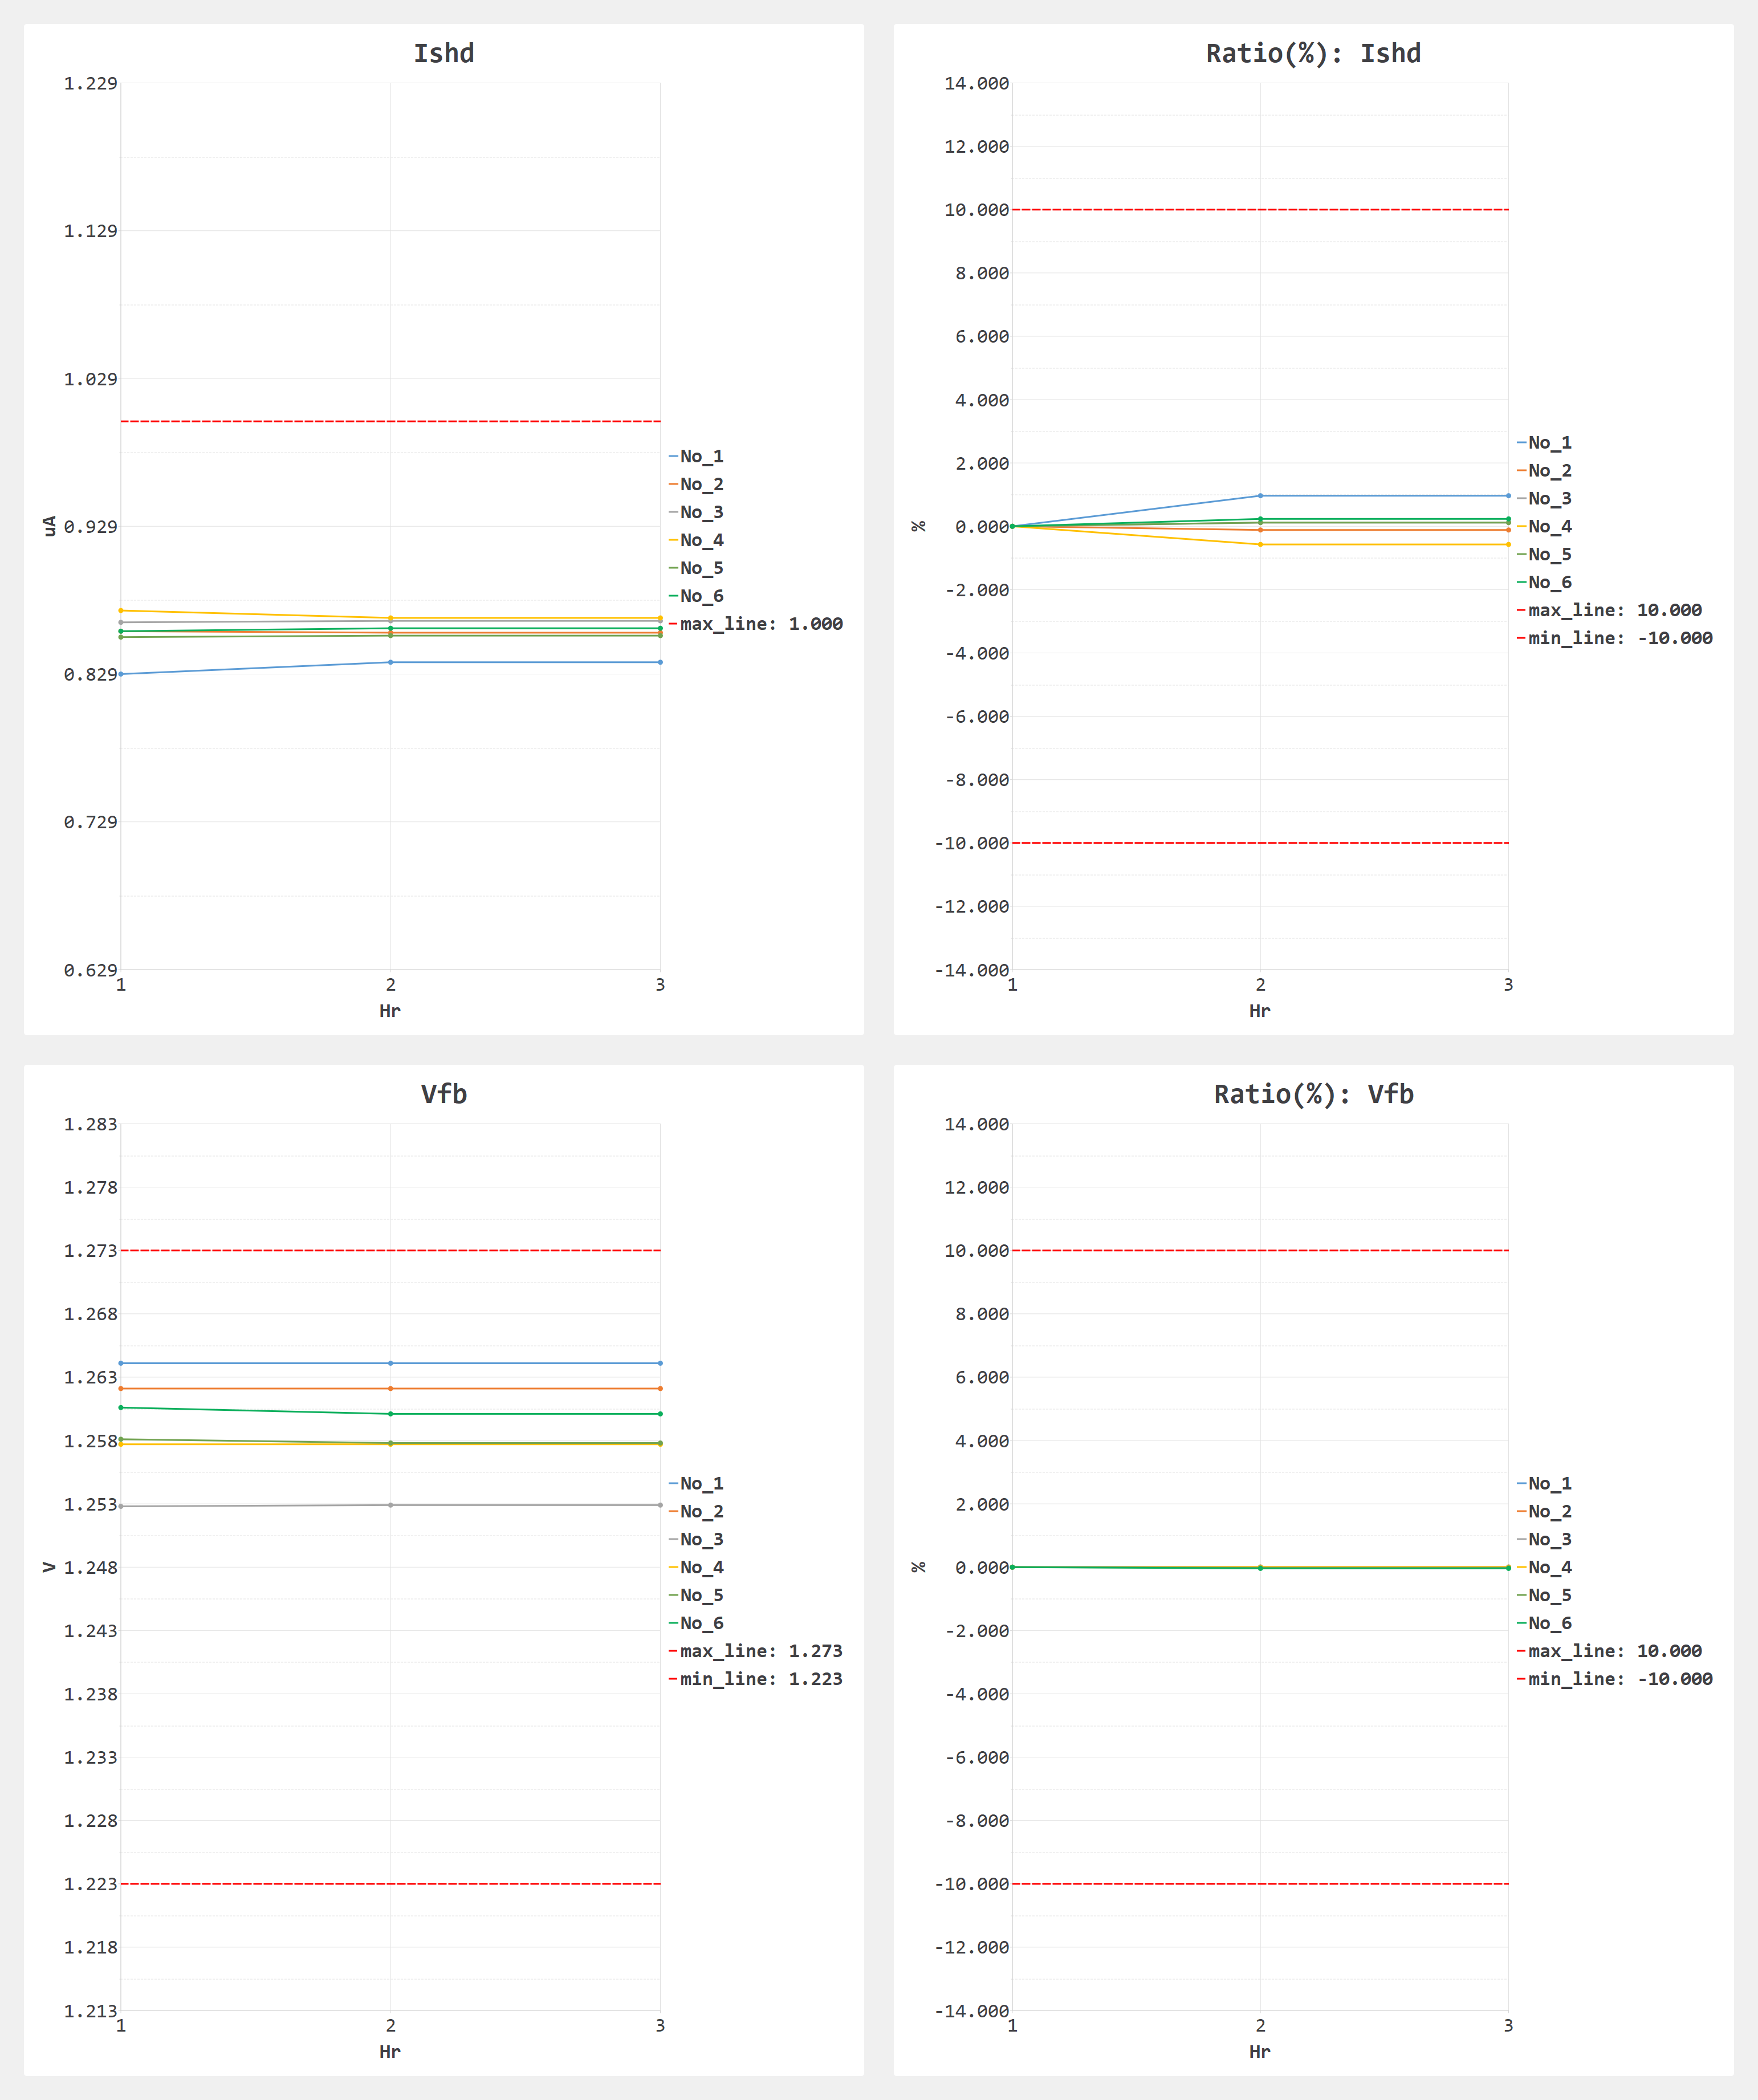 Ishd
1.229
1.129
1.029
0.929
0.829
0.729
0.629
uA
1
2
3
Hr
No_1
No_2
No_3
No_4
No_5
No_6
max_line: 1.000
Ratio(%): Ishd
14.000
12.000
10.000
8.000
6.000
4.000
2.000
0.000
-2.000
-4.000
-6.000
-8.000
-10.000
-12.000
-14.000
%
1
2
3
Hr
No_1
No_2
No_3
No_4
No_5
No_6
max_line: 10.000
min_line: -10.000
Vfb
1.283
1.278
1.273
1.268
1.263
1.258
1.253
1.248
1.243
1.238
1.233
1.228
1.223
1.218
1.213
V
1
2
3
Hr
No_1
No_2
No_3
No_4
No_5
No_6
max_line: 1.273
min_line: 1.223
Ratio(%): Vfb
14.000
12.000
10.000
8.000
6.000
4.000
2.000
0.000
-2.000
-4.000
-6.000
-8.000
-10.000
-12.000
-14.000
%
1
2
3
Hr
No_1
No_2
No_3
No_4
No_5
No_6
max_line: 10.000
min_line: -10.000